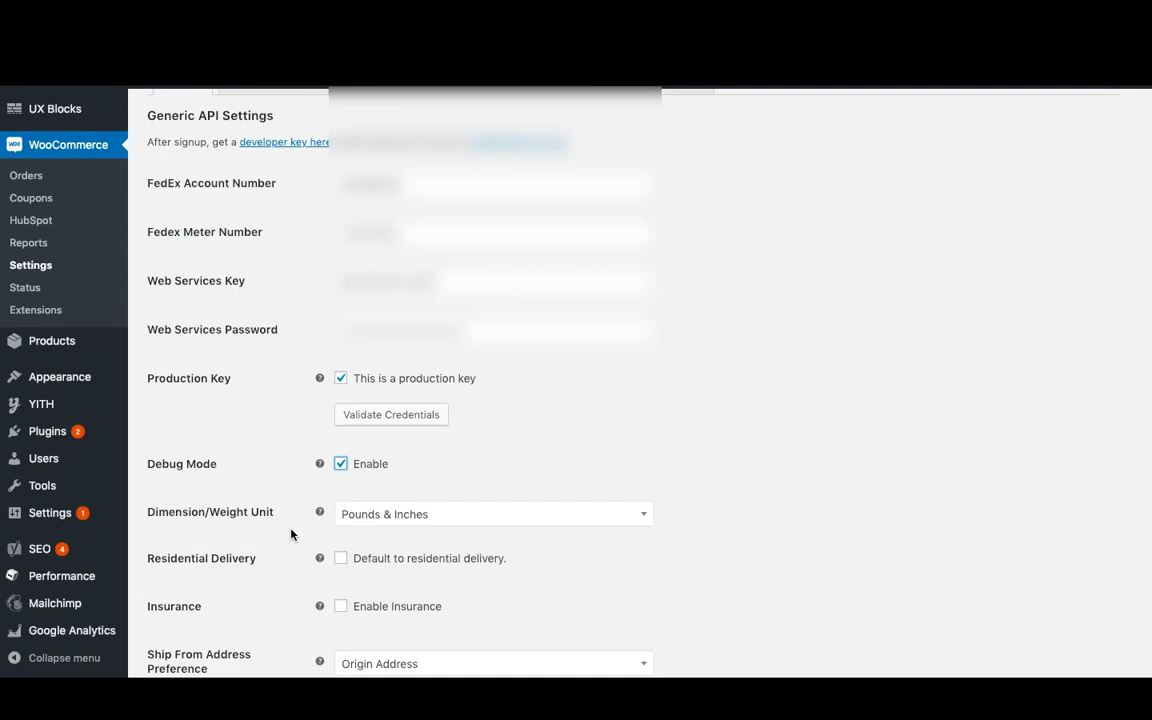 UX Blocks
WooCommerce
Orders
Coupons
HubSpot
Reports
Settings
Status
Extensions
Products
Appearance
YITH
Plugins 2
Users
Tools
Settings 1
SEO 4
Performance
Mailchimp
Google Analytics
Collapse menu
Generic API Settings
After signup, get a developer key here
FedEx Account Number
Fedex Meter Number
Web Services Key
Web Services Password
Production Key
This is a production key
Validate Credentials
Debug Mode
Enable
Dimension/Weight Unit
Pounds & Inches
Residential Delivery
Default to residential delivery.
Insurance
Enable Insurance
Ship From Address
Preference
Origin Address